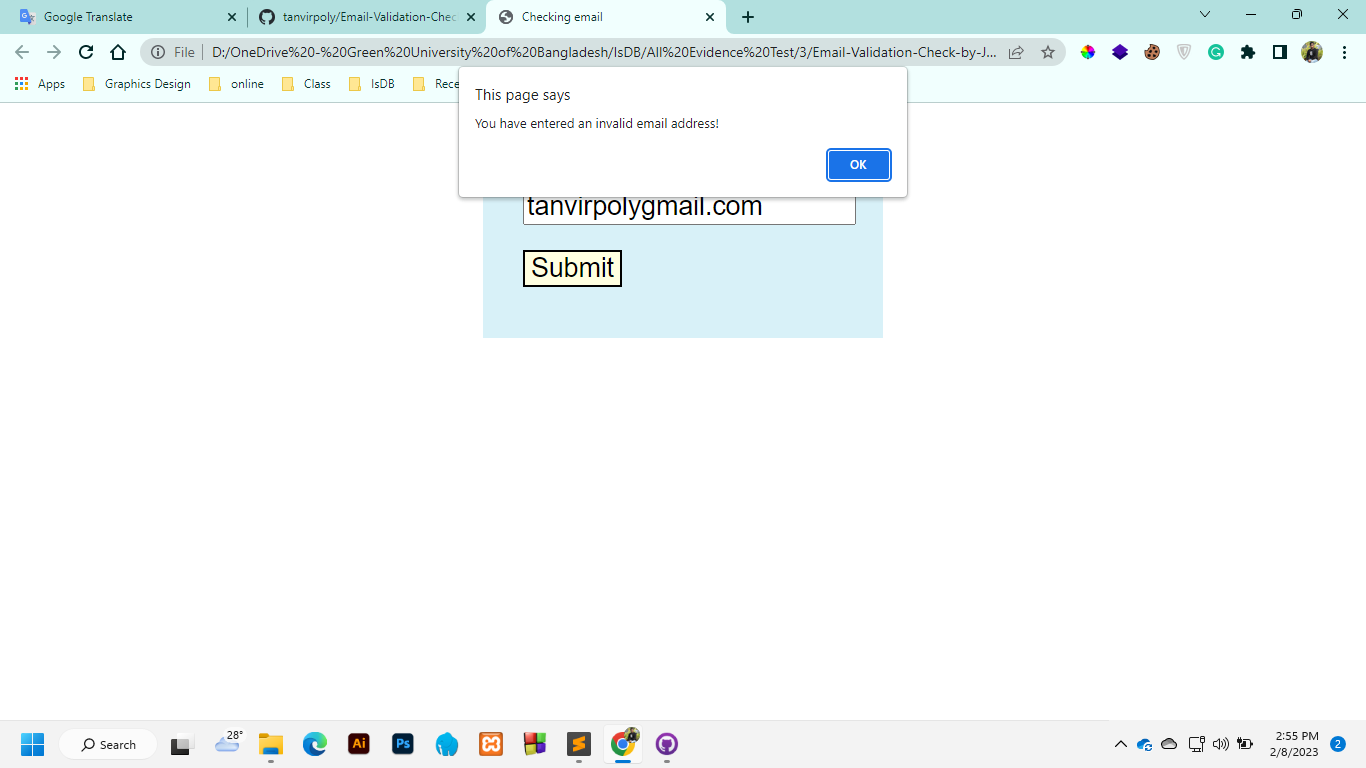 Google Translate
tanvirpoly/Email-Validation-Chec
Checking email
File
D:/OneDrive%20-%20Green%20University%20of%20Bangladesh/IsDB/All%20Evidence%20Test/3/Email-Validation-Check-by-J...
Apps
Graphics Design
online
Class
IsDB
Rece
This page says
You have entered an invalid email address!
OK
tanvirpolygmail.com
Submit
Search
28°
Ai
Ps
2:55 PM
2/8/2023
2